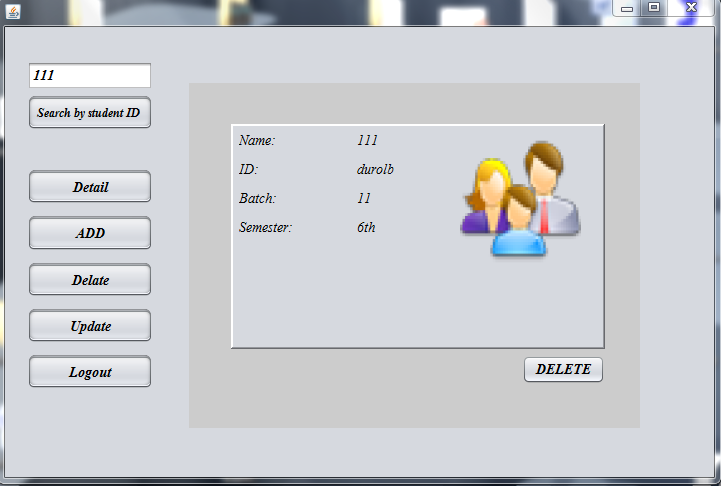 111
Search by student ID
Detail
ADD
Delate
Update
Logout
Name: 111
ID: durolb
Batch: 11
Semester: 6th
DELETE